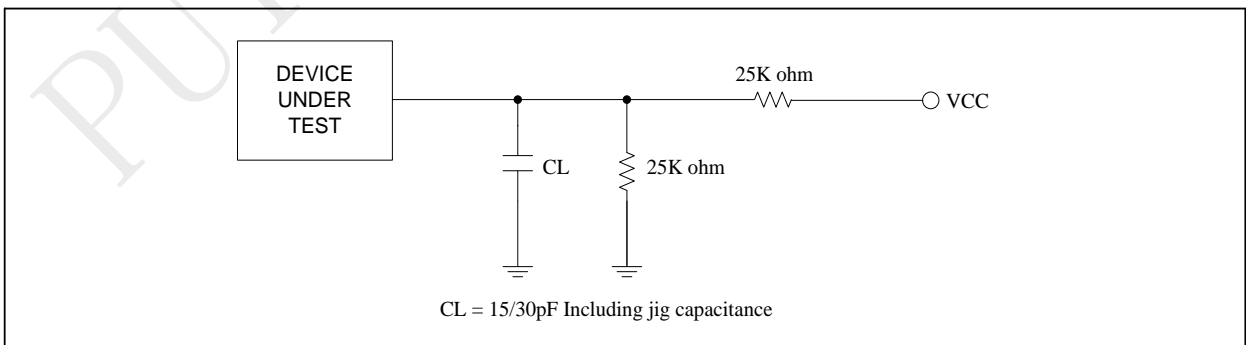 DEVICE
UNDER
TEST
25K ohm
VCC
CL
25K ohm
CL = 15/30pF Including jig capacitance